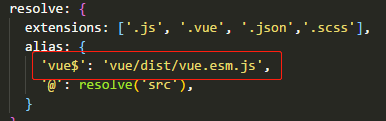 resolve: {
extensions: ['.js', '.vue', '.json','.scss'],
alias: {
'vue$': 'vue/dist/vue.esm.js',
'@': resolve('src'),
}